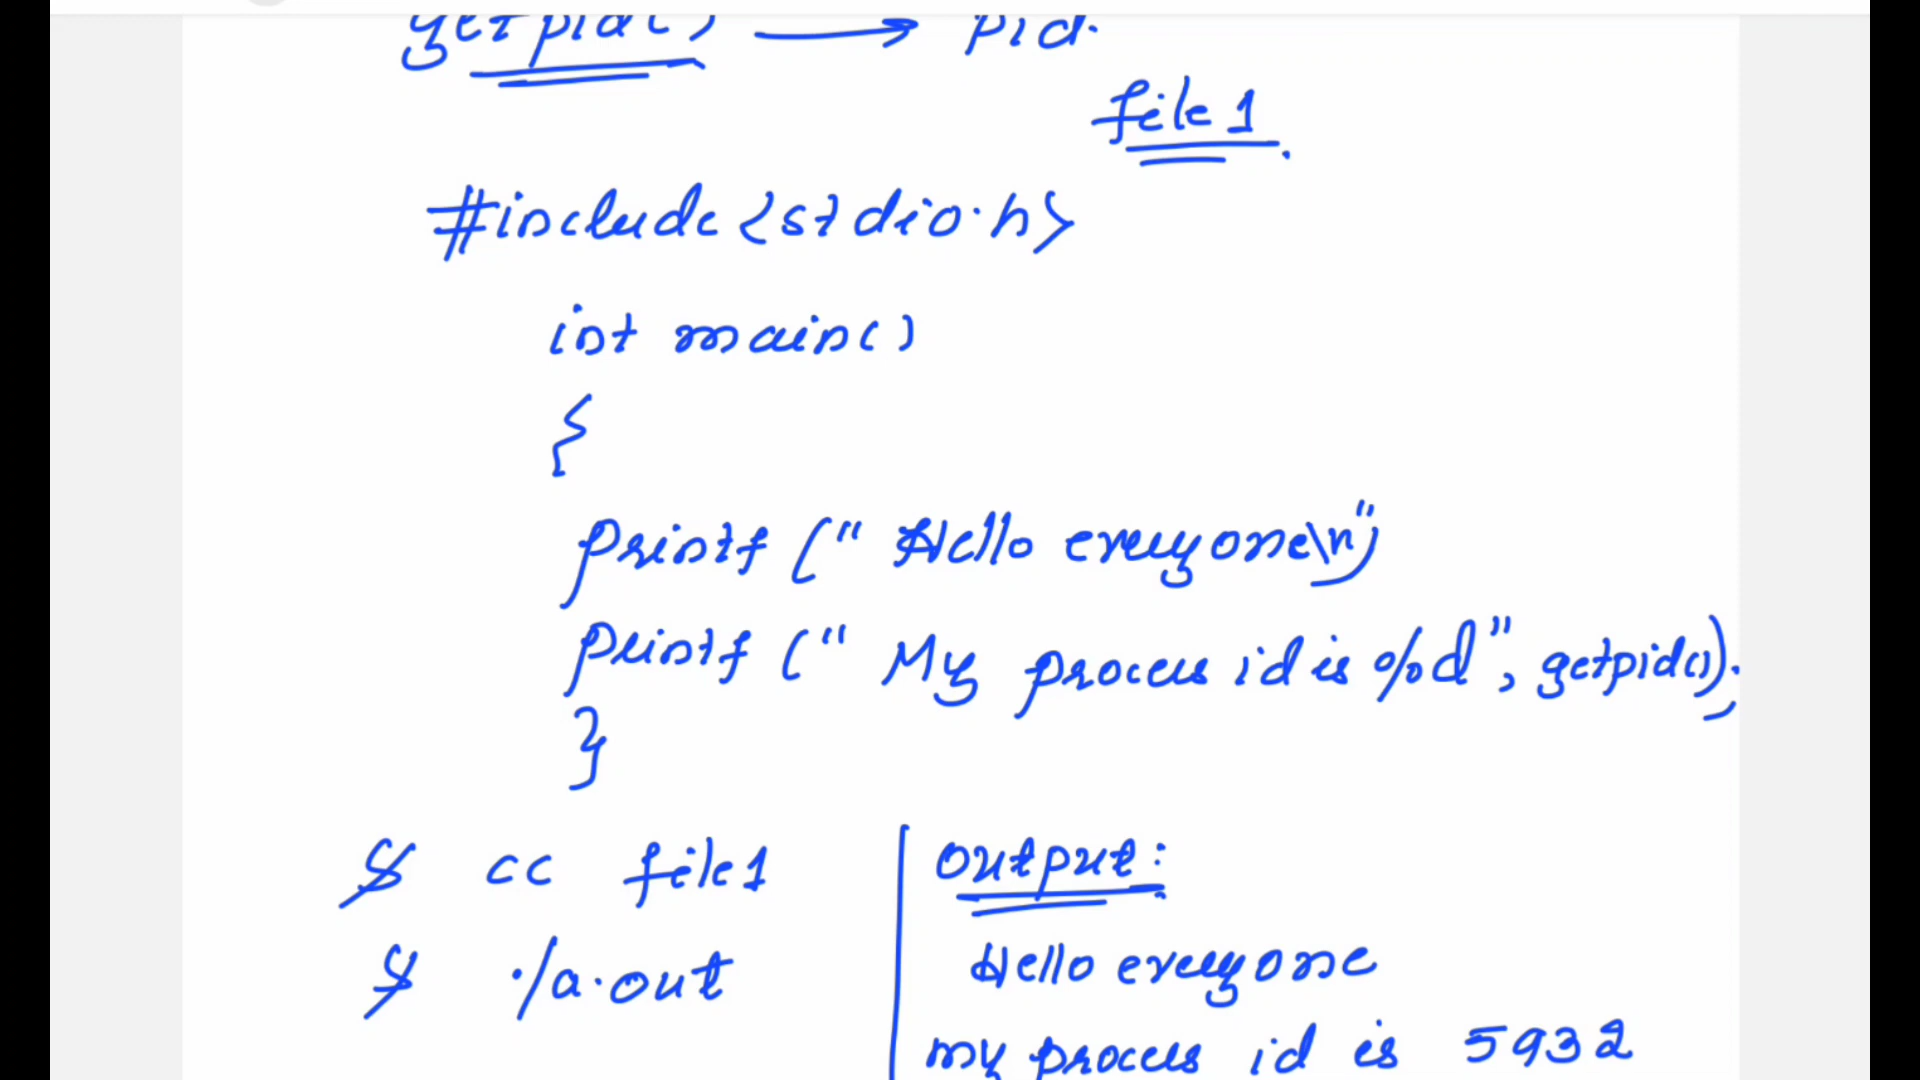 getpid() → pid.
file1
#include <stdio.h>
int main()
{
printf (" Hello everyone\n")
printf (" My process id is %d", getpid());
}
$ cc file1
$ ./a.out
output:
Hello everyone
my process id is 5932